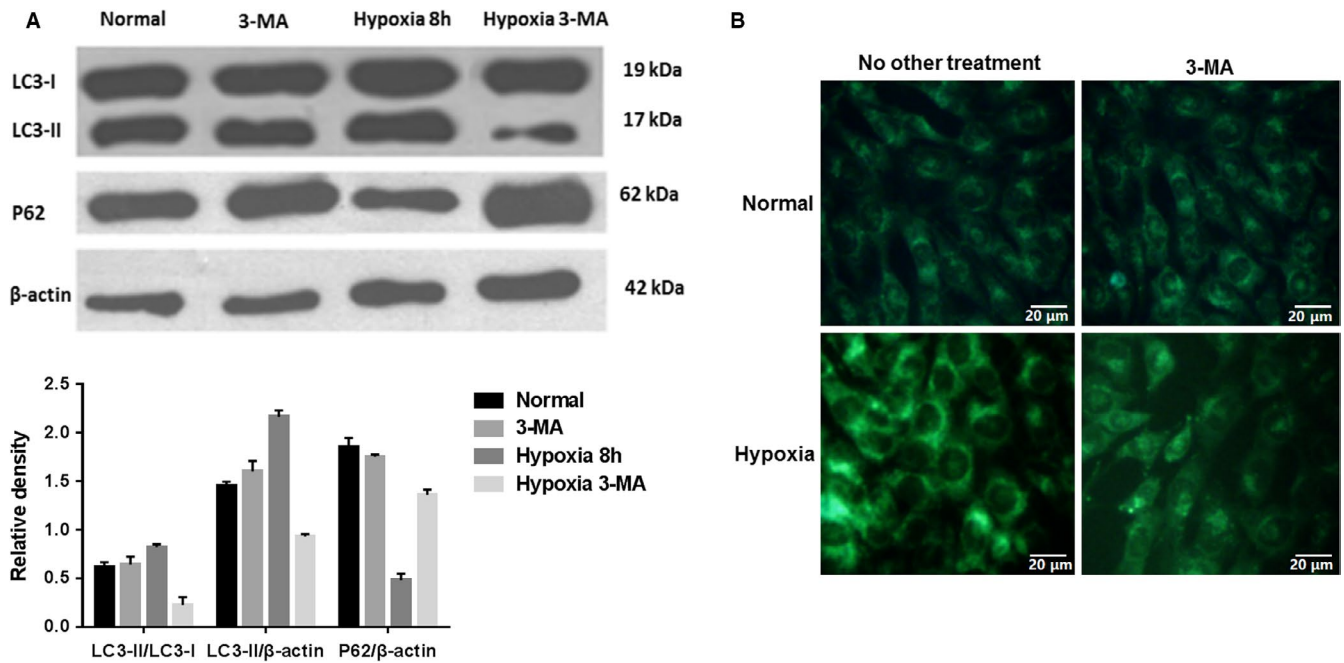 A
Normal 3-MA Hypoxia 8h Hypoxia 3-MA
LC3-I 19 kDa
LC3-II 17 kDa
P62 62 kDa
β-actin 42 kDa
2.5
2.0
1.5
1.0
0.5
0.0
Relative density
LC3-II/LC3-I LC3-II/β-actin P62/β-actin
Normal
3-MA
Hypoxia 8h
Hypoxia 3-MA
B
No other treatment 3-MA
Normal
20 µm 20 µm
Hypoxia
20 µm 20 µm